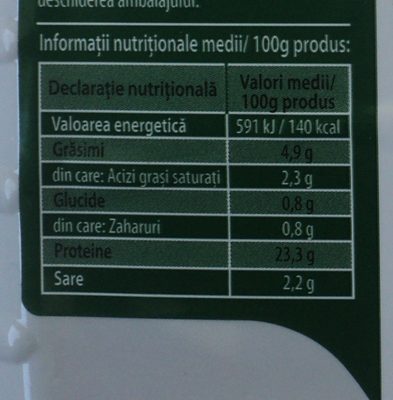 deschiderea ambalajului.
Informații nutriționale medii/ 100g produs:
Declarație nutrițională
Valori medii/
100g produs
Valoarea energetică 591 kJ / 140 kcal
Grăsimi 4,9 g
din care: Acizi grași saturați 2,3 g
Glucide 0,8 g
din care: Zaharuri 0,8 g
Proteine 23,3 g
Sare 2,2 g